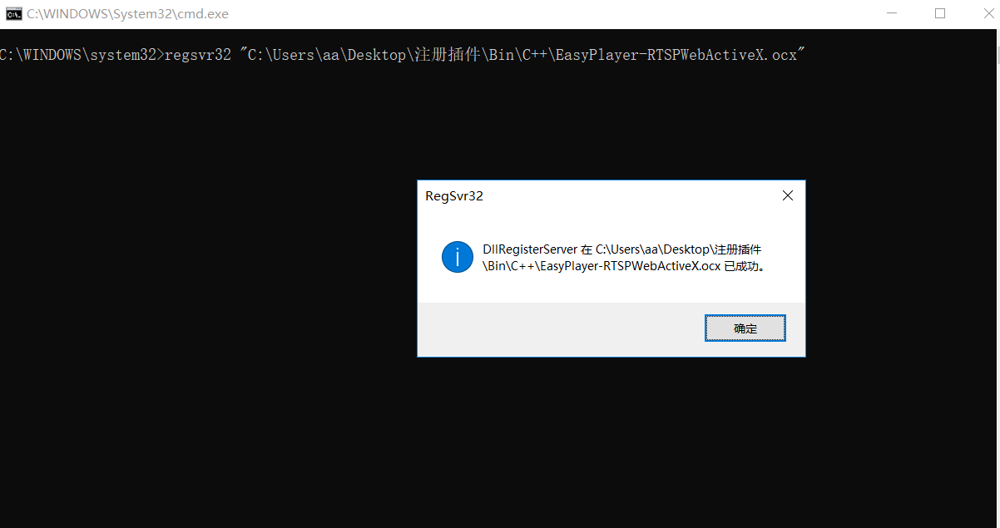 C:\WINDOWS\System32\cmd.exe
C:\WINDOWS\system32>regsvr32 "C:\Users\aa\Desktop\注册插件\Bin\C++\EasyPlayer-RTSPWebActiveX.ocx"
RegSvr32
DllRegisterServer 在 C:\Users\aa\Desktop\注册插件
\Bin\C++\EasyPlayer-RTSPWebActiveX.ocx 已成功。
确定